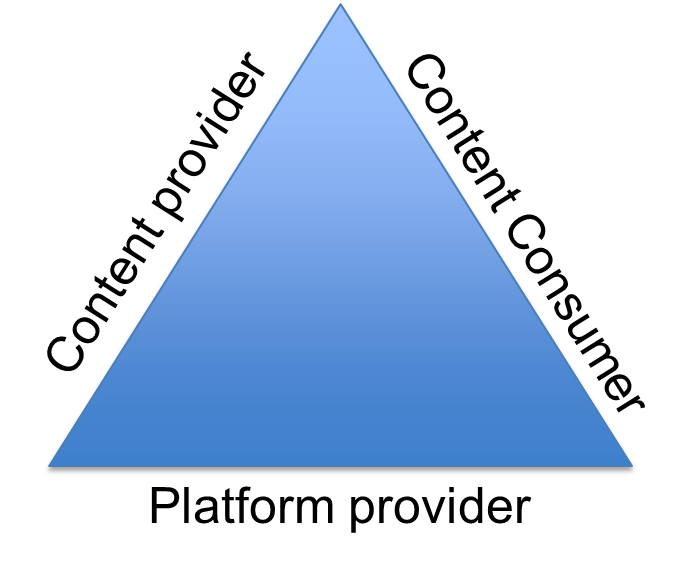 Content provider
Content Consumer
Platform provider